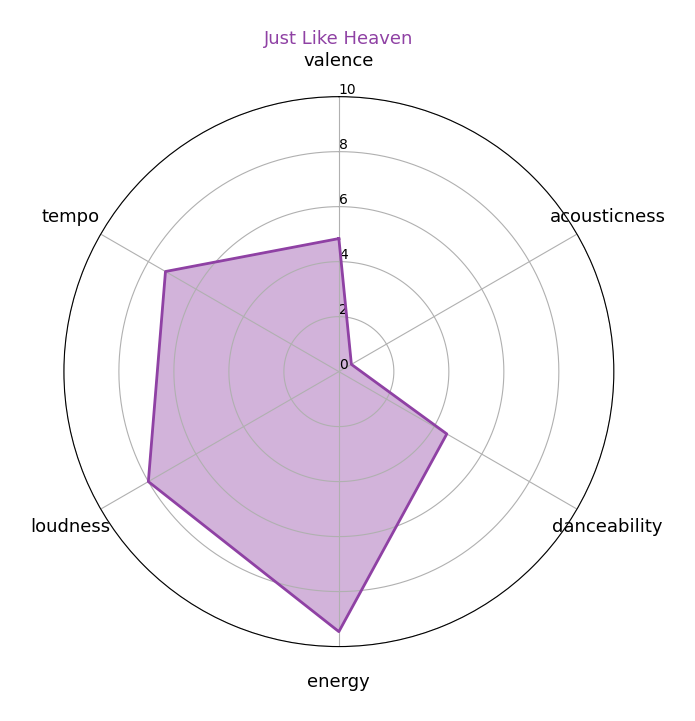 Just Like Heaven
valence
10
8
6
4
2
0
tempo
acousticness
loudness
danceability
energy